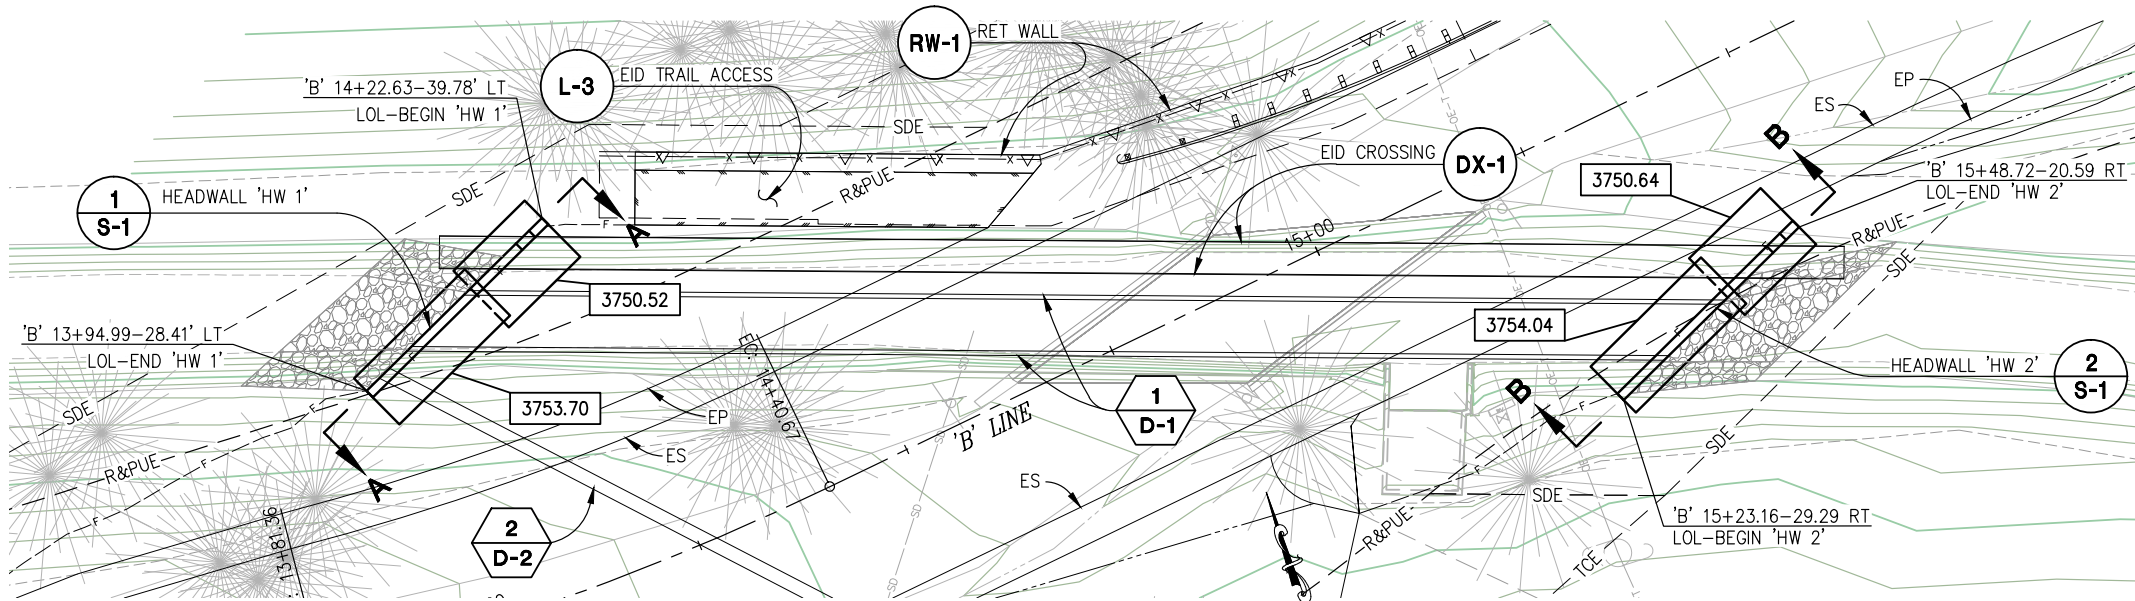 RW-1
RET WALL
L-3
EID TRAIL ACCESS
'B' 14+22.63-39.78' LT
LOL-BEGIN 'HW 1'
SDE
EP
ES
B
EID CROSSING
DX-1
3750.64
'B' 15+48.72-20.59 RT
LOL-END 'HW 2'
1
S-1
HEADWALL 'HW 1'
SDE
R&PUE
A
F
15+00
R&PUE
SDE
3750.52
3754.04
'B' 13+94.99-28.41' LT
LOL-END 'HW 1'
HEADWALL 'HW 2'
2
S-1
EC: 14+40.67
3753.70
EP
1
D-1
B
F
SDE
F
'B' LINE
SDE
ES
R&PUE
F
A
F
ES
SDE
SD
SD
SD
2
D-2
13+81.36
R&PUE
'B' 15+23.16-29.29 RT
LOL-BEGIN 'HW 2'
TCE